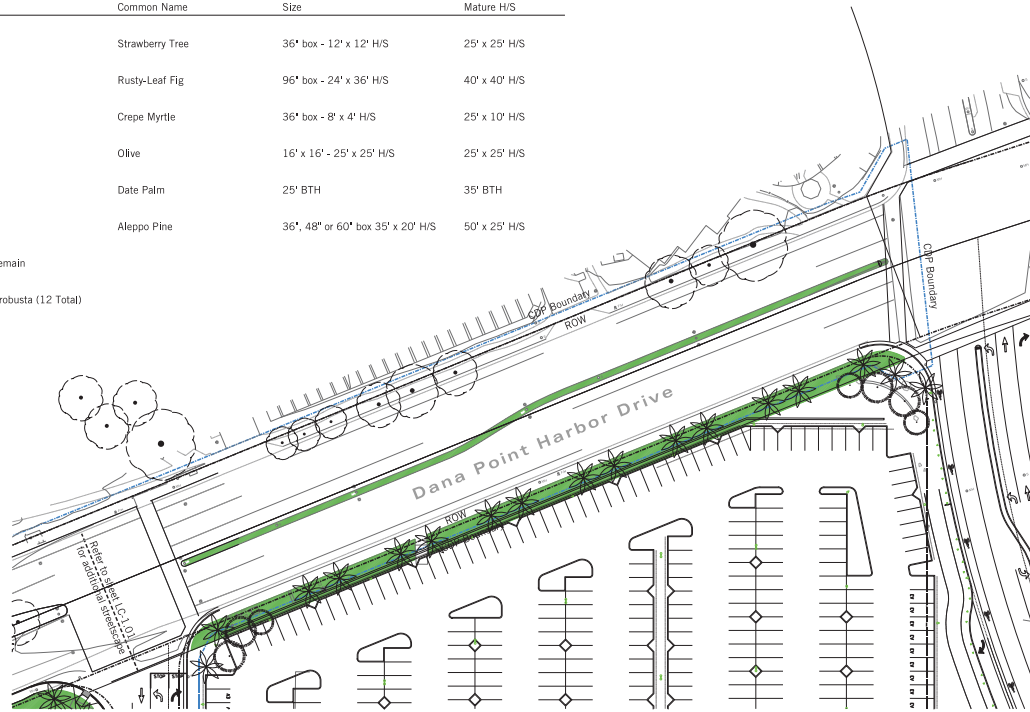 Common Name Size Mature H/S
Strawberry Tree 36" box - 12' x 12' H/S 25' x 25' H/S
Rusty-Leaf Fig 96" box - 24' x 36' H/S 40' x 40' H/S
Crepe Myrtle 36" box - 8' x 4' H/S 25' x 10' H/S
Olive 16' x 16' - 25' x 25' H/S 25' x 25' H/S
Date Palm 25' BTH 35' BTH
Aleppo Pine 36", 48" or 60" box 35' x 20' H/S 50' x 25' H/S
emain
robusta (12 Total)
CDP Boundary
CDP Boundary
ROW
Dana Point Harbor Drive
ROW
Refer to sheet LC-1.01
for additional streetscape
STOP STOP